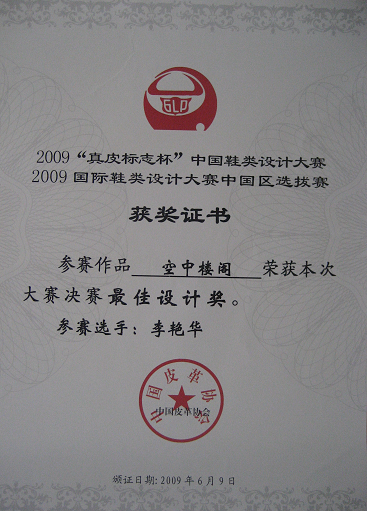 GLP
2009“真皮标志杯”中国鞋类设计大赛
2009国际鞋类设计大赛中国区选拔赛
获奖证书
参赛作品 空中楼阁 荣获本次
大赛决赛最佳设计奖。
参赛选手：李艳华
中国皮革协会
中国皮革协会
颁证日期：2009年6月9日